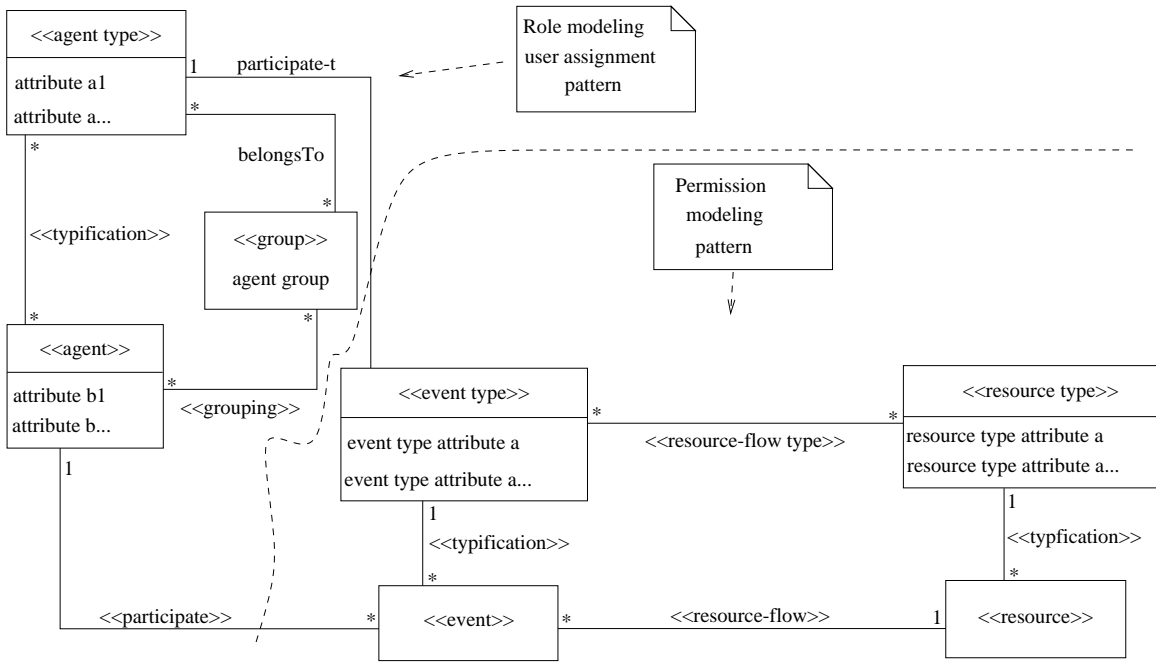 <<agent type>>
attribute a1
attribute a...
1
participate-t
*
Role modeling
user assignment
pattern
*
belongsTo
*
Permission
modeling
pattern
<<typification>>
<<group>>
agent group
*
*
<<agent>>
attribute b1
attribute b...
*
<<grouping>>
1
<<event type>>
event type attribute a
event type attribute a...
*
*
<<resource-flow type>>
<<resource type>>
resource type attribute a
resource type attribute a...
1
<<typification>>
*
1
<<typfication>>
*
<<participate>>
*
<<event>>
*
<<resource-flow>>
1
<<resource>>